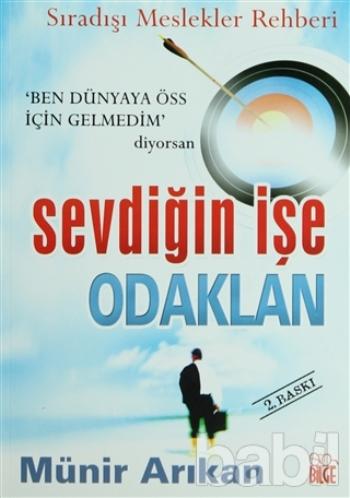 Sıradışı Meslekler Rehberi
'BEN DÜNYAYA ÖSS
İÇİN GELMEDİM'
diyorsan
sevdiğin işe
ODAKLAN
2. BASKI
Münir Arıkan
babil
BİLGE